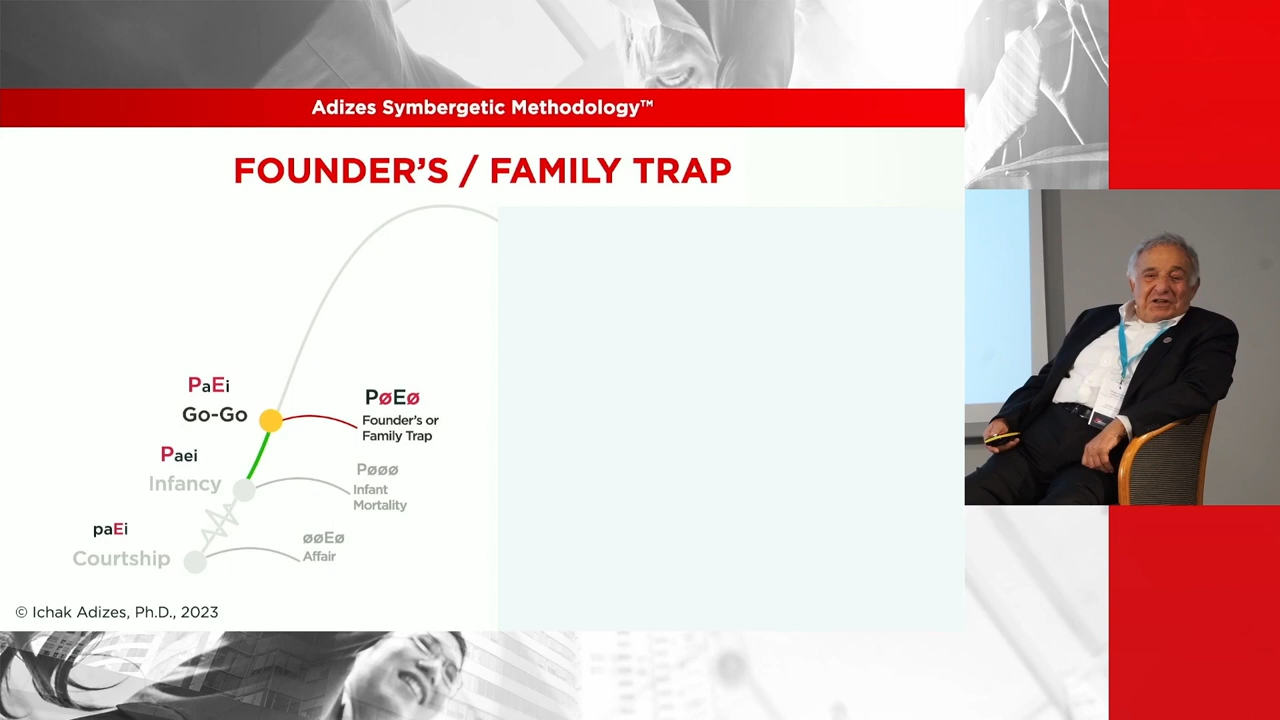 Adizes Symbergetic Methodology™
FOUNDER'S / FAMILY TRAP
PaEi
Go-Go
PøEø
Founder's or
Family Trap
Paei
Infancy
Pøøø
Infant
Mortality
paEi
Courtship
øøEø
Affair
© Ichak Adizes, Ph.D., 2023